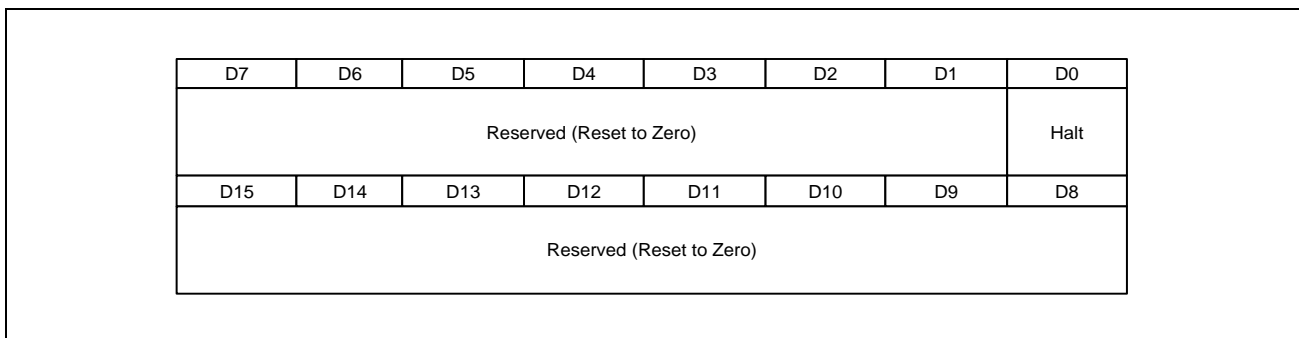 D7 D6 D5 D4 D3 D2 D1 D0
Reserved (Reset to Zero) Halt
D15 D14 D13 D12 D11 D10 D9 D8
Reserved (Reset to Zero)